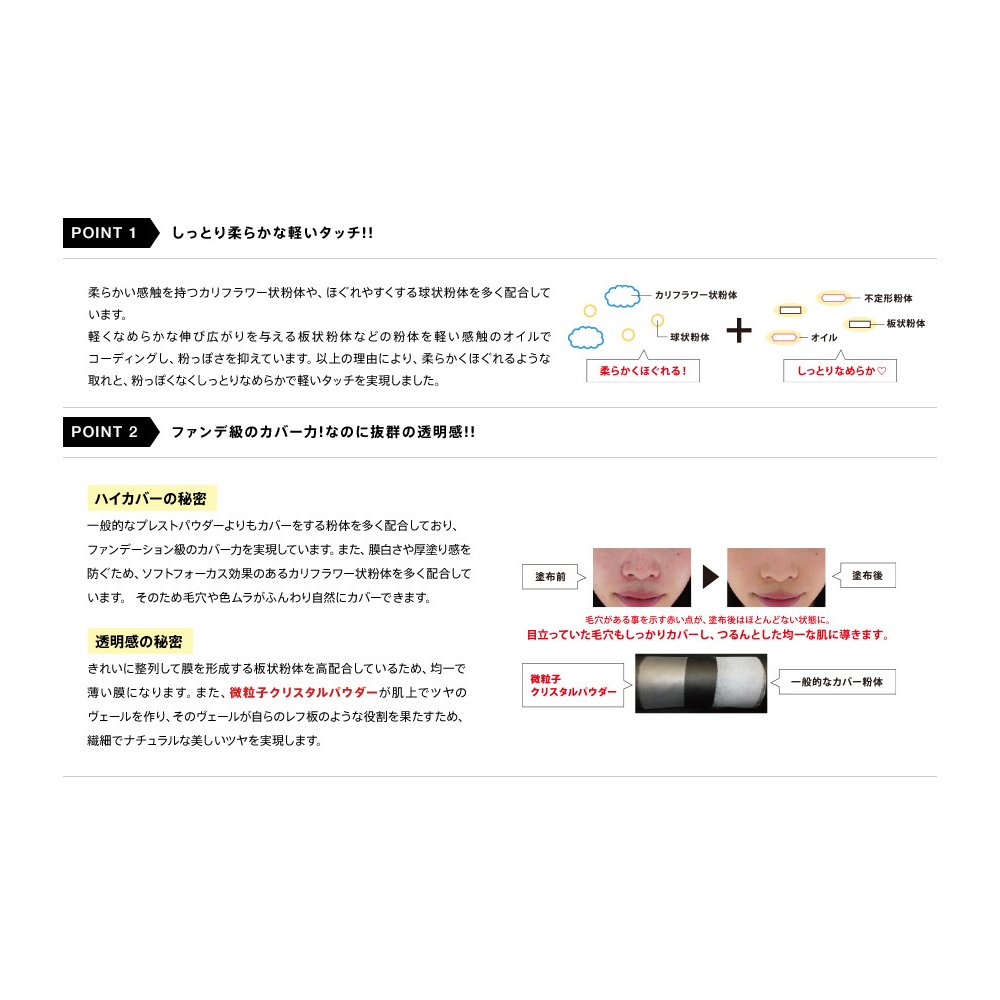 POINT 1 しっとり柔らかな軽いタッチ!!
柔らかい感触を持つカリフラワー状粉体や、ほぐれやすくする球状粉体を多く配合して
います。
軽くなめらかな伸び広がりを与える板状粉体などの粉体を軽い感触のオイルで
コーディングし、粉っぽさを抑えています。以上の理由により、柔らかくほぐれるような
取れと、粉っぽくなくしっとりなめらかで軽いタッチを実現しました。
カリフラワー状粉体
球状粉体
柔らかくほぐれる!
+
不定形粉体
板状粉体
オイル
しっとりなめらか♡
POINT 2 ファンデ級のカバー力!なのに抜群の透明感!!
ハイカバーの秘密
一般的なプレストパウダーよりもカバーをする粉体を多く配合しており、
ファンデーション級のカバー力を実現しています。また、膜白さや厚塗り感を
防ぐため、ソフトフォーカス効果のあるカリフラワー状粉体を多く配合して
います。 そのため毛穴や色ムラがふんわり自然にカバーできます。
透明感の秘密
きれいに整列して膜を形成する板状粉体を高配合しているため、均一で
薄い膜になります。また、微粒子クリスタルパウダーが肌上でツヤの
ヴェールを作り、そのヴェールが自らのレフ板のような役割を果たすため、
繊細でナチュラルな美しいツヤを実現します。
塗布前
塗布後
毛穴がある事を示す赤い点が、塗布後はほとんどない状態に。
目立っていた毛穴もしっかりカバーし、つるんとした均一な肌に導きます。
微粒子
クリスタルパウダー
一般的なカバー粉体